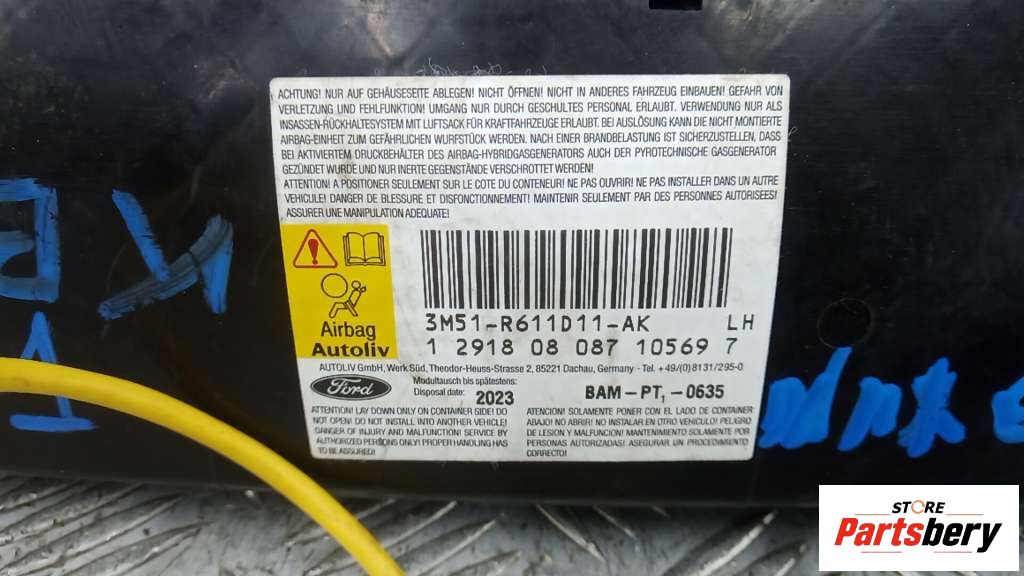 ACHTUNG! NUR AUF GEHÄUSESEITE ABLEGEN! NICHT ÖFFNEN! NICHT IN ANDERES FAHRZEUG EINBAUEN! GEFAHR VON
VERLETZUNG UND FEHLFUNKTION! UMGANG NUR DURCH GESCHULTES PERSONAL ERLAUBT. VERWENDUNG NUR ALS
INSASSEN-RÜCKHALTESYSTEM MIT LUFTSACK FÜR KRAFTFAHRZEUGE ERLAUBT. BEI AUSLÖSUNG KANN DIE NICHT MONTIERTE
AIRBAG-EINHEIT ZUM GEFÄHRLICHEN WURFSTÜCK WERDEN. NACH EINER BRANDBELASTUNG IST SICHERZUSTELLEN, DASS
BEI AKTIVIERTEM DRUCKBEHÄLTER DES AIRBAG-HYBRIDGASGENERATORS AUCH DER PYROTECHNISCHE GASGENERATOR
GEZÜNDET WURDE UND NUR INERTE GEGENSTÄNDE VERSCHROTTET WERDEN!
ATTENTION! A POSITIONER SEULEMENT SUR LE COTE DU CONTENEUR! NE PAS OUVRIR! NE PAS INSTALLER DANS UN AUTRE
VEHICULE! DANGER DE BLESSURE ET DISFONCTIONNEMENT! MAINTENIR SEULEMENT PAR DES PERSONNES AUTORISEES!
ASSURER UNE MANIPULATION ADEQUATE!
Airbag
Autoliv
3M51-R611D11-AK LH
1 2918 08 087 10569 7
AUTOLIV GmbH, Werk Süd, Theodor-Heuss-Strasse 2, 85221 Dachau, Germany - Tel. +49/(0)8131/295-0
Ford
Modultausch bis spätestens:
Disposal date: 2023
BAM-PT₁-0635
ATTENTION! LAY DOWN ONLY ON CONTAINER SIDE! DO
NOT OPEN! DO NOT INSTALL INTO ANOTHER VEHICLE!
DANGER OF INJURY AND MALFUNCTION! SERVICE BY
AUTHORIZED PERSONS ONLY! PROPER HANDLING HAS
TO BE ASSURED!
ATENCION! SOLAMENTE PONER CON EL LADO DE CONTAINER
ABAJO! NO ABRIR! NO INSTALAR EN OTRO VEHICULO! PELIGRO
DE LESION Y MALFUNCION! MANTENIMIENTO SOLAMENTE POR
PERSONAS AUTORIZADAS! ASEGURAR UN PROCEDIMIENTO
CORRECTO!
STORE
Partsbery